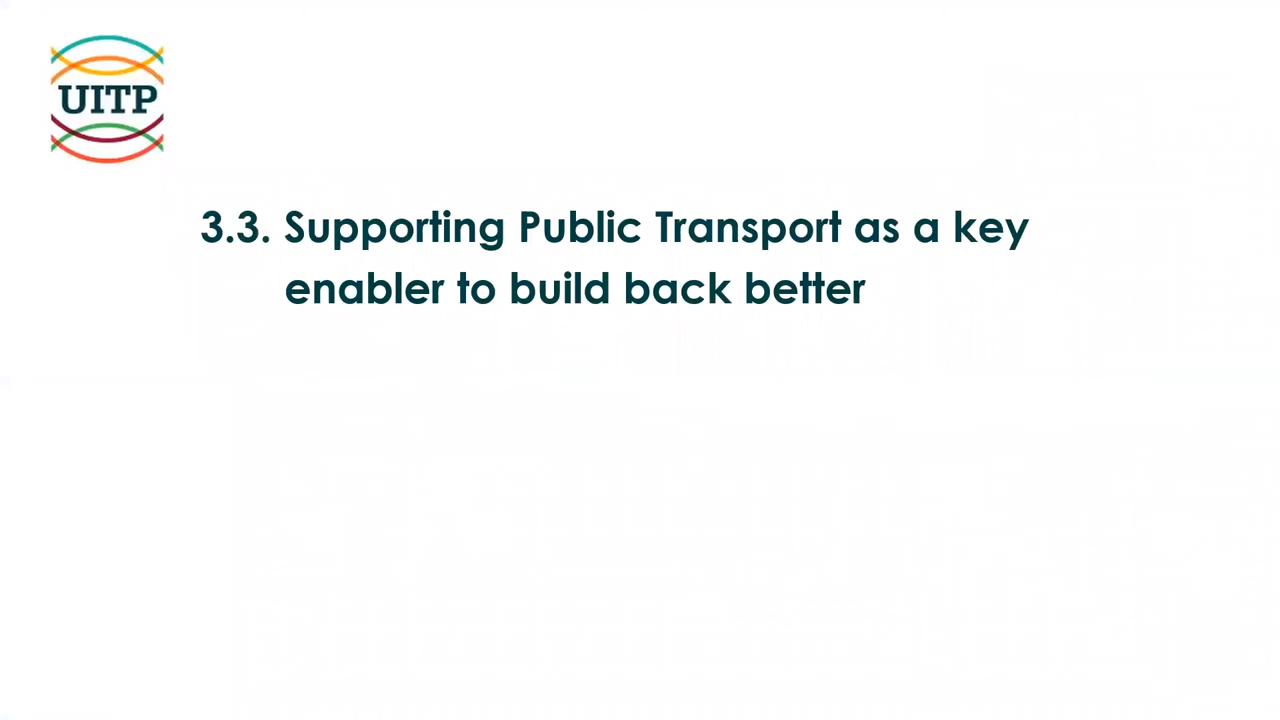 UITP
3.3. Supporting Public Transport as a key
enabler to build back better